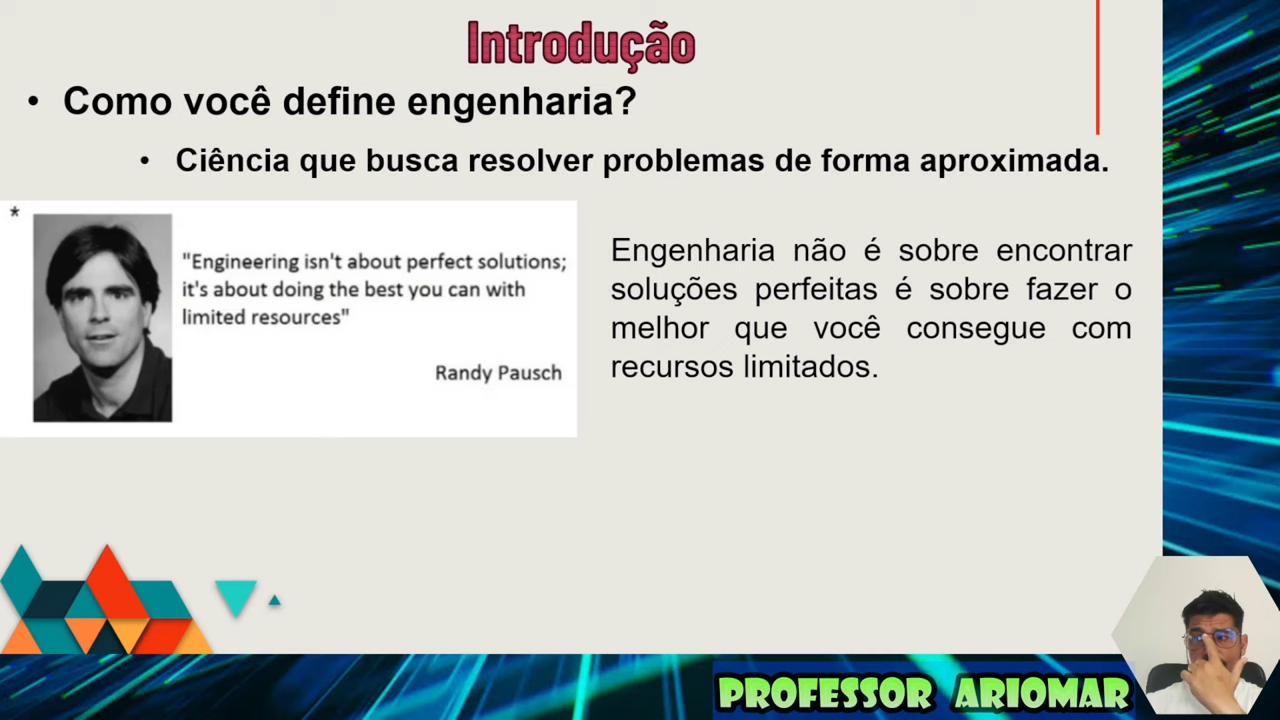 Introdução
• Como você define engenharia?
• Ciência que busca resolver problemas de forma aproximada.
*
"Engineering isn't about perfect solutions;
it's about doing the best you can with
limited resources"
Randy Pausch
Engenharia não é sobre encontrar
soluções perfeitas é sobre fazer o
melhor que você consegue com
recursos limitados.
PROFESSOR ARIOMAR